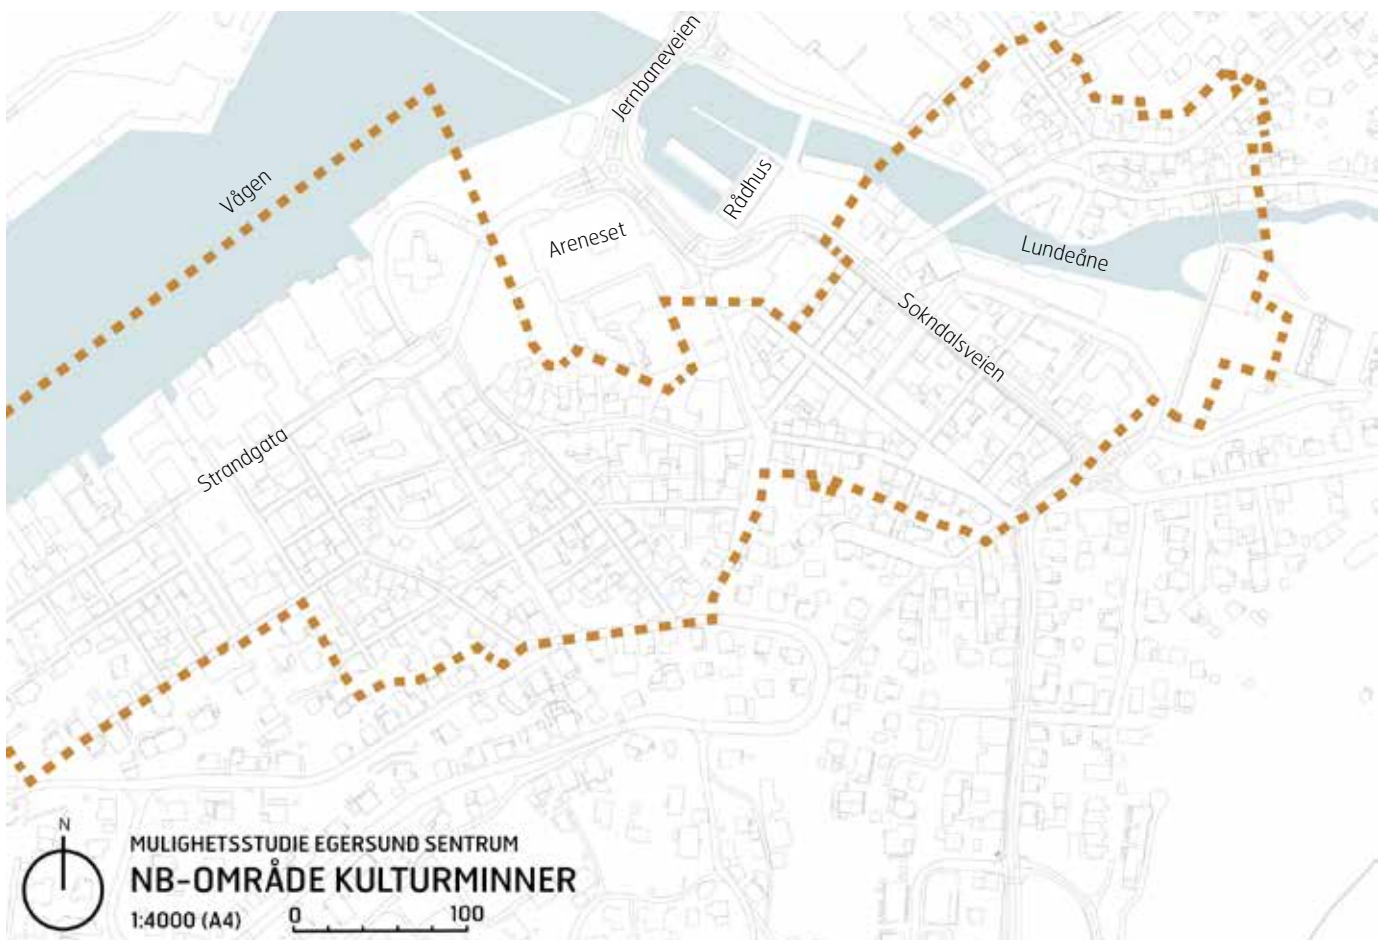 Jernbaneveien
Vågen
Rådhus
Areneset
Lundeåne
Sokndalsveien
Strandgata
N
MULIGHETSSTUDIE EGERSUND SENTRUM
NB-OMRÅDE KULTURMINNER
1:4000 (A4) 0 100